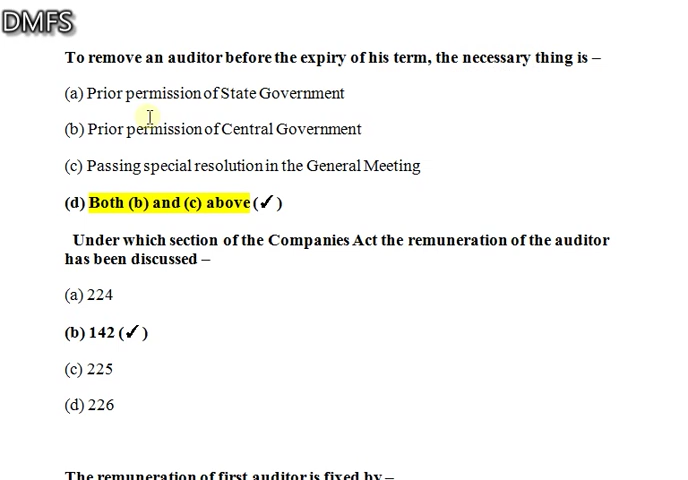 DMFS
To remove an auditor before the expiry of his term, the necessary thing is –
(a) Prior permission of State Government
(b) Prior permission of Central Government
(c) Passing special resolution in the General Meeting
(d) Both (b) and (c) above (✓)
Under which section of the Companies Act the remuneration of the auditor
has been discussed –
(a) 224
(b) 142 (✓)
(c) 225
(d) 226
The remuneration of first auditor is fixed by –